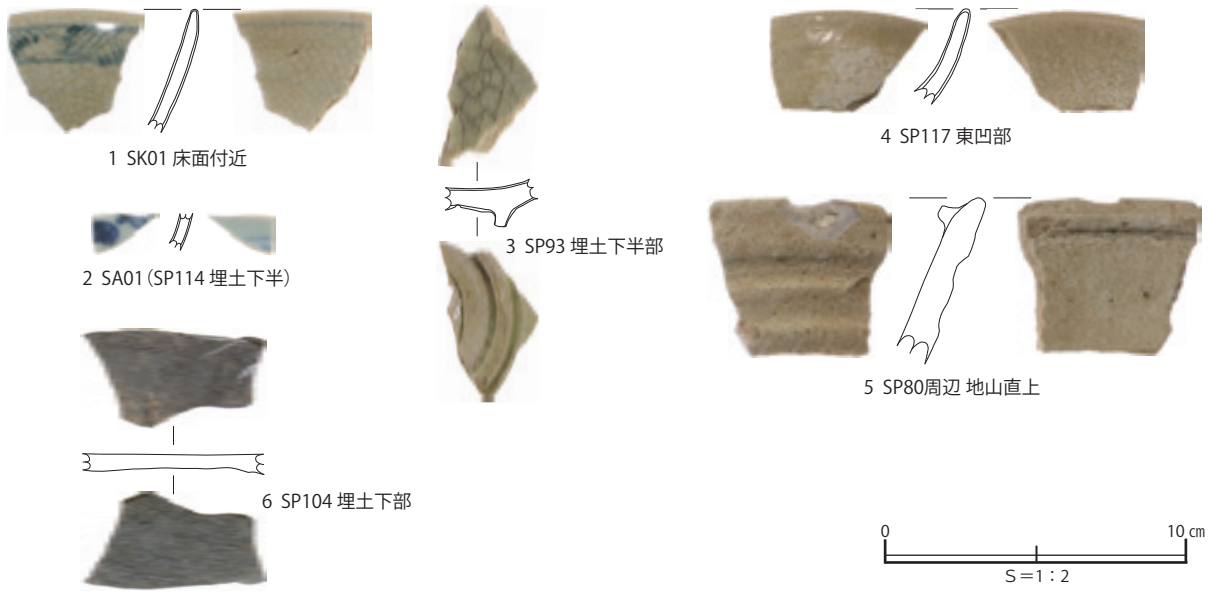 1 SK01 床面付近
2 SA01（SP114 埋土下半）
3 SP93 埋土下半部
4 SP117 東凹部
5 SP80周辺 地山直上
6 SP104 埋土下部
0 10 ㎝
S＝1：2